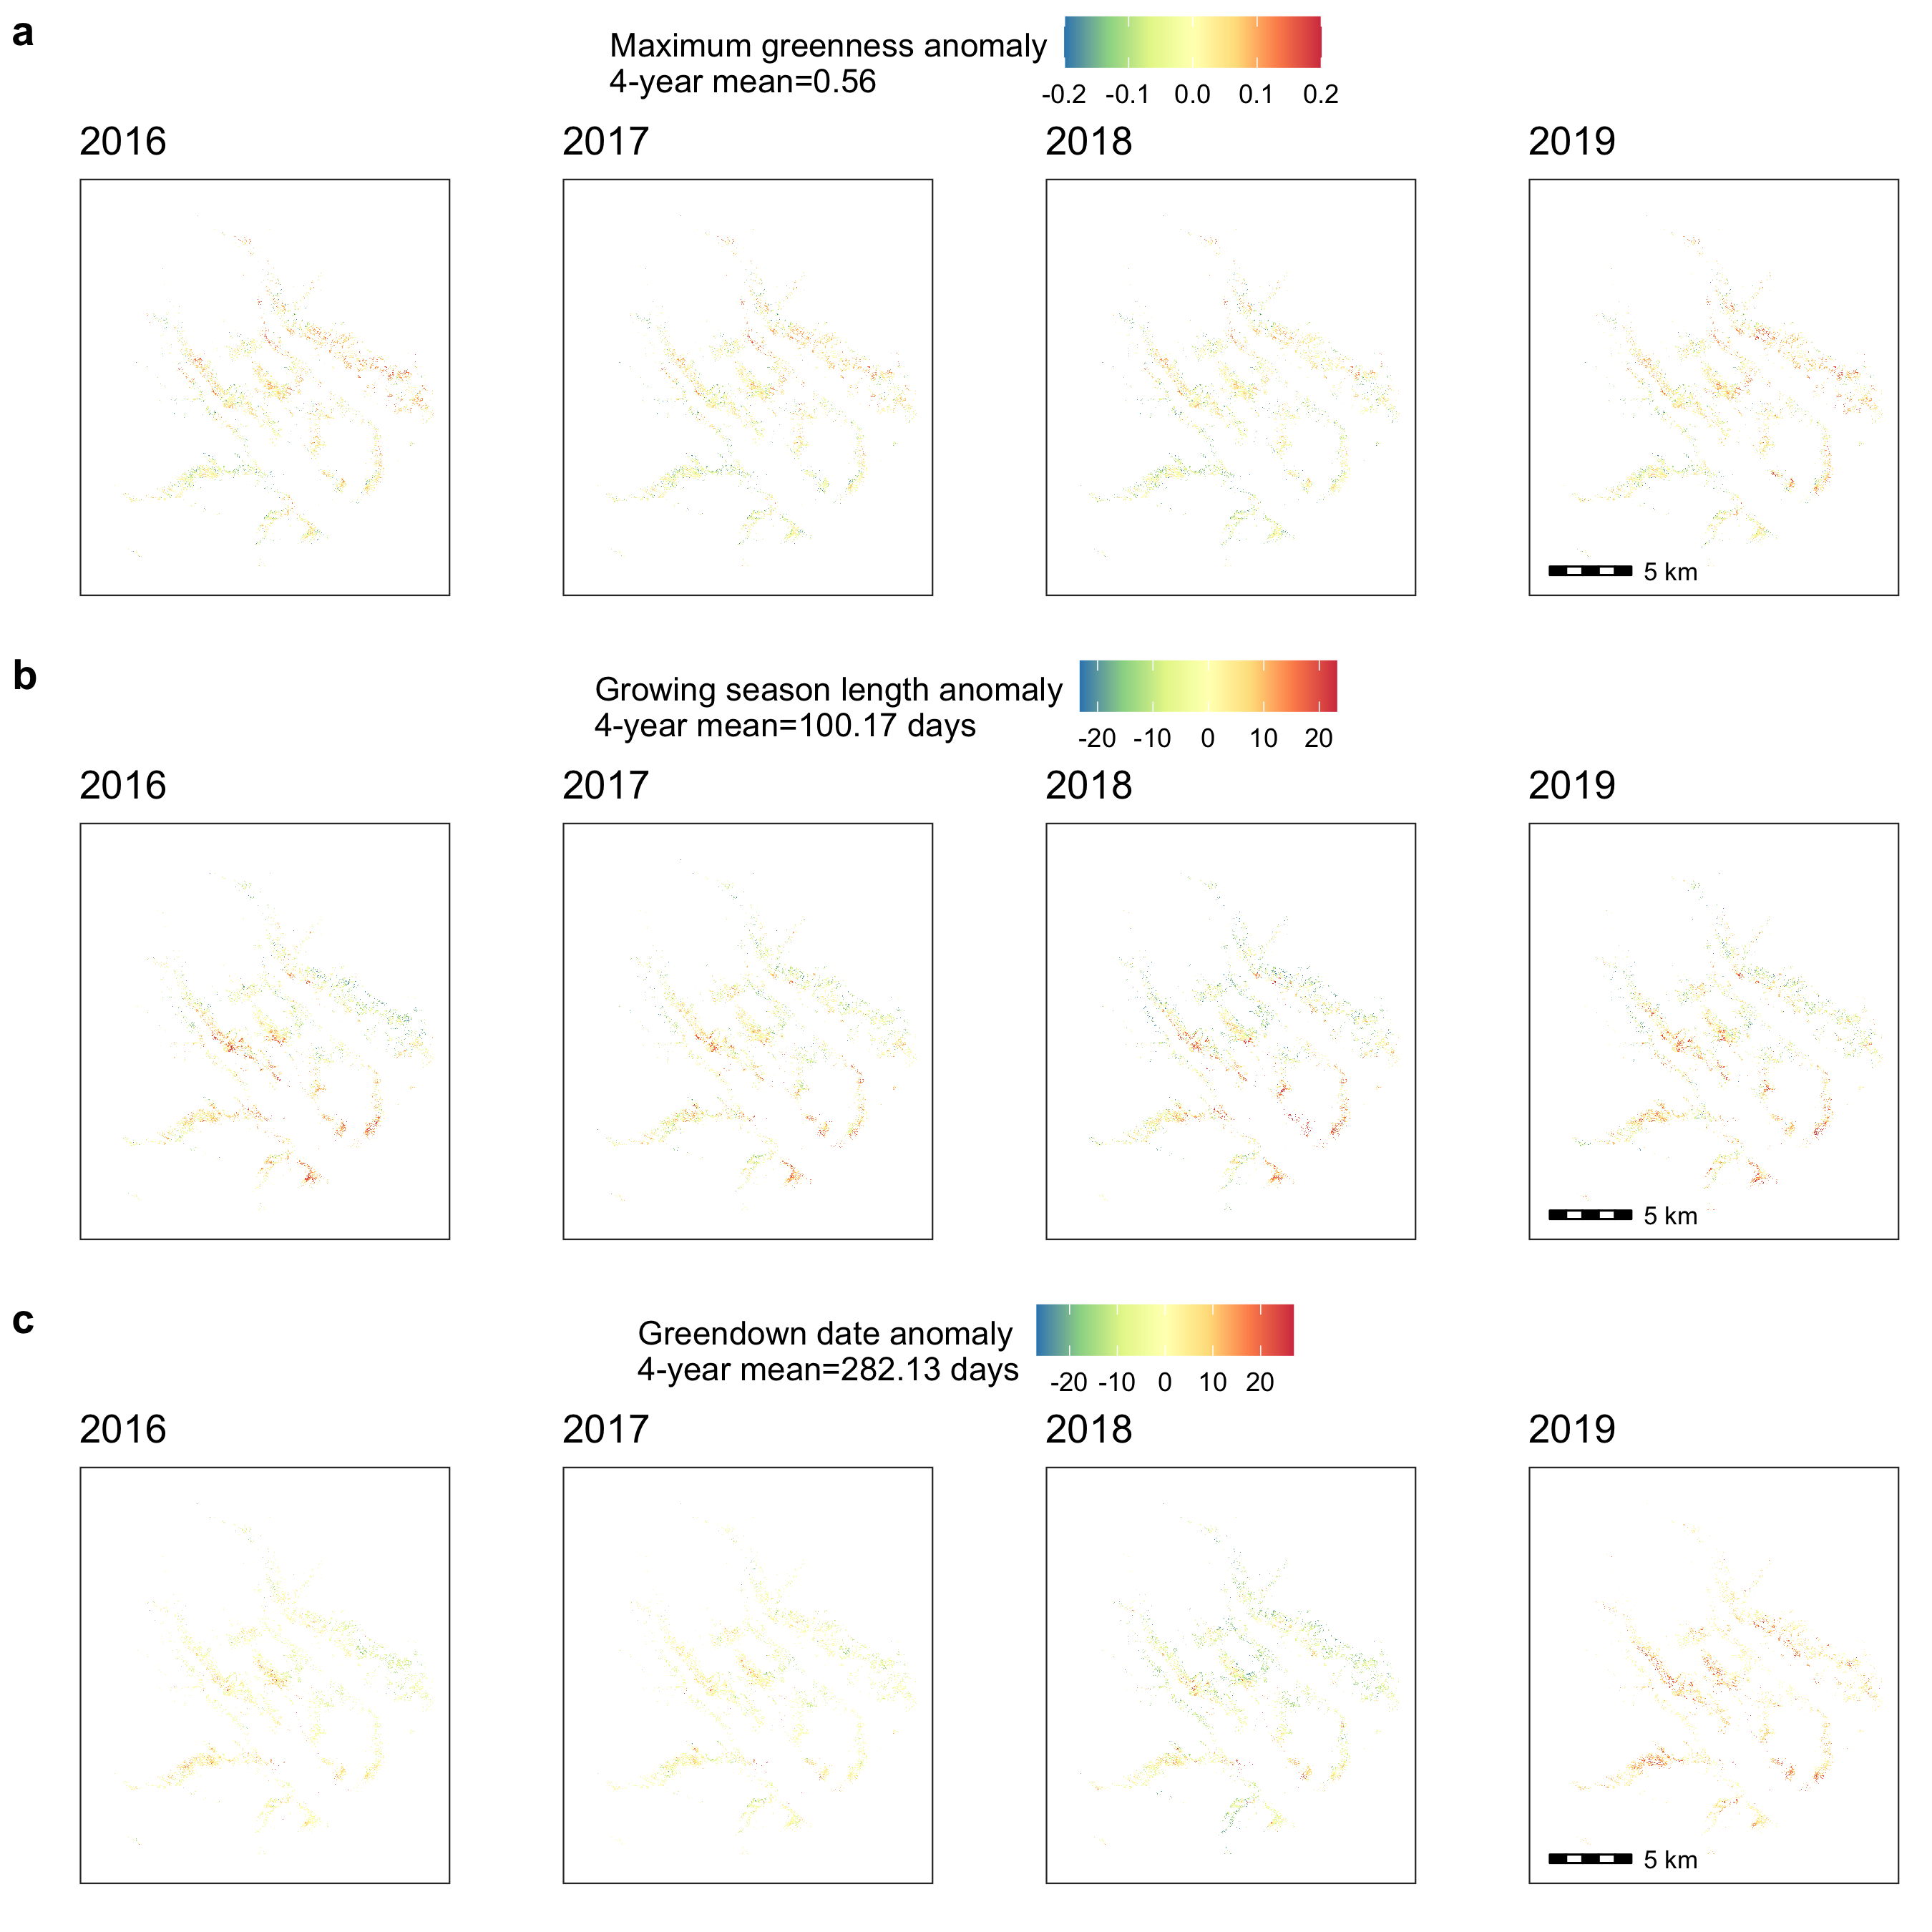 a
Maximum greenness anomaly
4-year mean=0.56
-0.2 -0.1 0.0 0.1 0.2
2016 2017 2018 2019
5 km
b
Growing season length anomaly
4-year mean=100.17 days
-20 -10 0 10 20
2016 2017 2018 2019
5 km
c
Greendown date anomaly
4-year mean=282.13 days
-20 -10 0 10 20
2016 2017 2018 2019
5 km